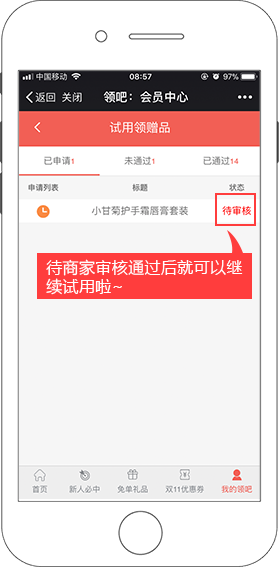 中国移动 08:57 97%
返回 关闭 领吧：会员中心
试用领赠品
已申请1 未通过1 已通过14
申请列表 标题 状态
小甘菊护手霜唇膏套装 待审核
待商家审核通过后就可以继
续试用啦~
首页 新人必中 免单礼品 双11优惠券 我的领吧